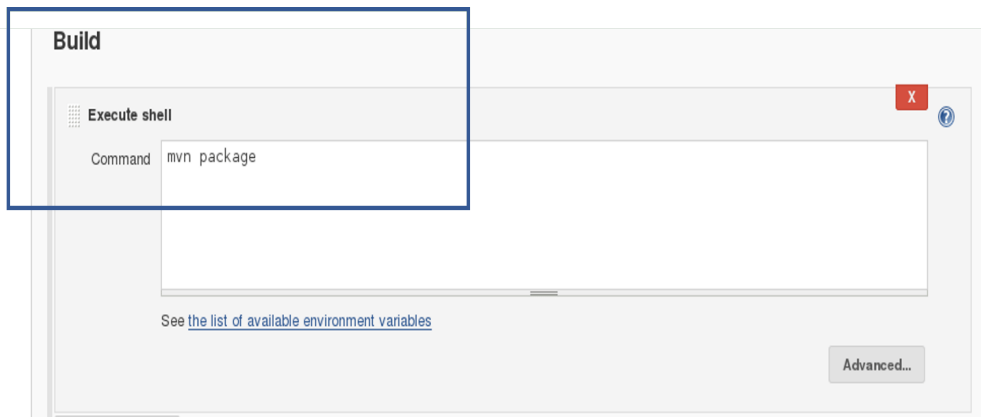 Build
Execute shell
X
Command
mvn package
See the list of available environment variables
Advanced...